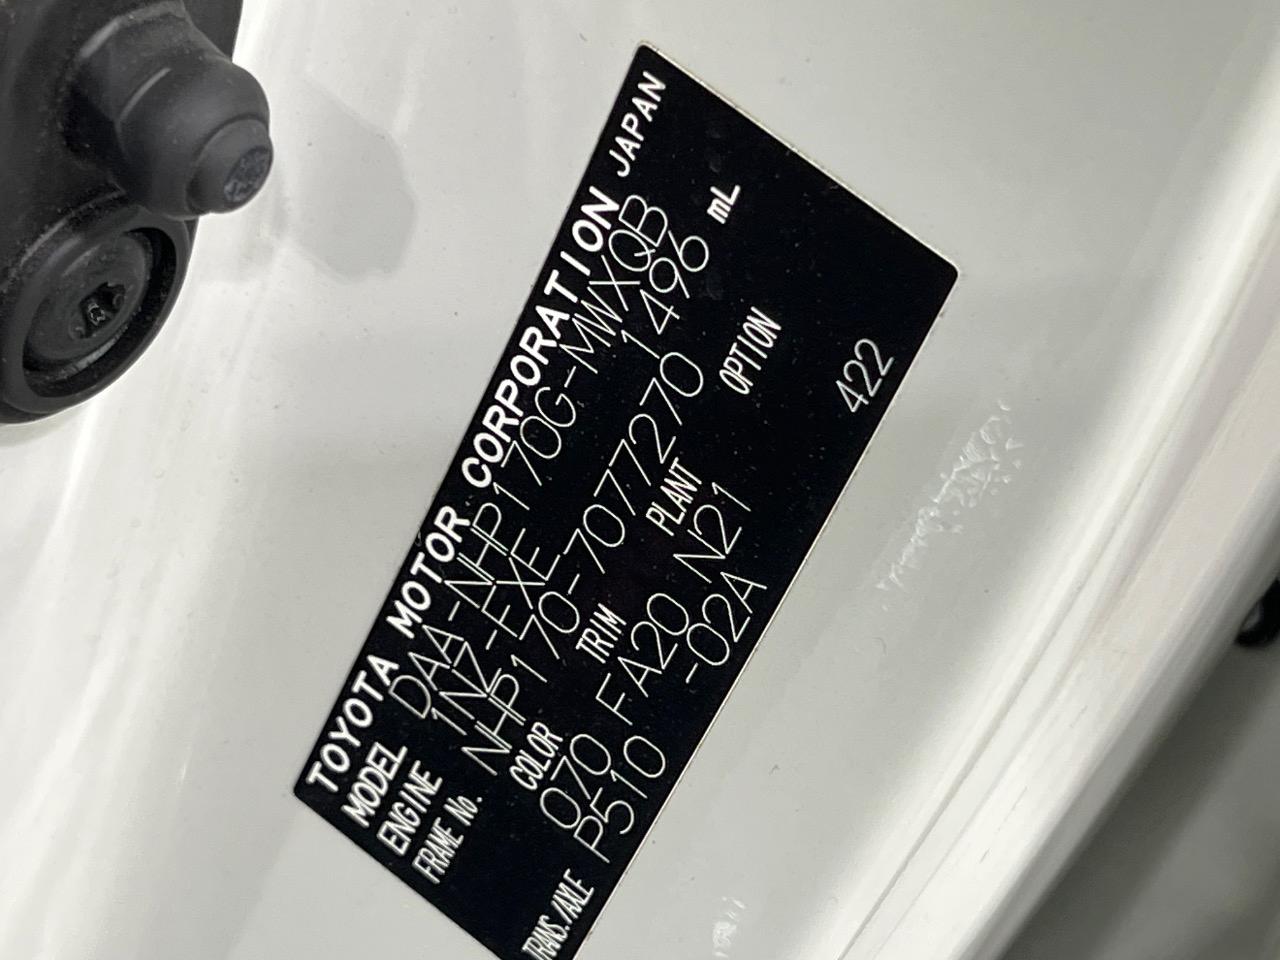 TOYOTA MOTOR CORPORATION JAPAN
MODEL DAA-NHP170G-MWXQB
ENGINE 1NZ-FXE 1496 mL
FRAME No. NHP170-7077270
COLOR TRIM PLANT OPTION
070 FA20 N21
TRANS./AXLE P510 -02A 422